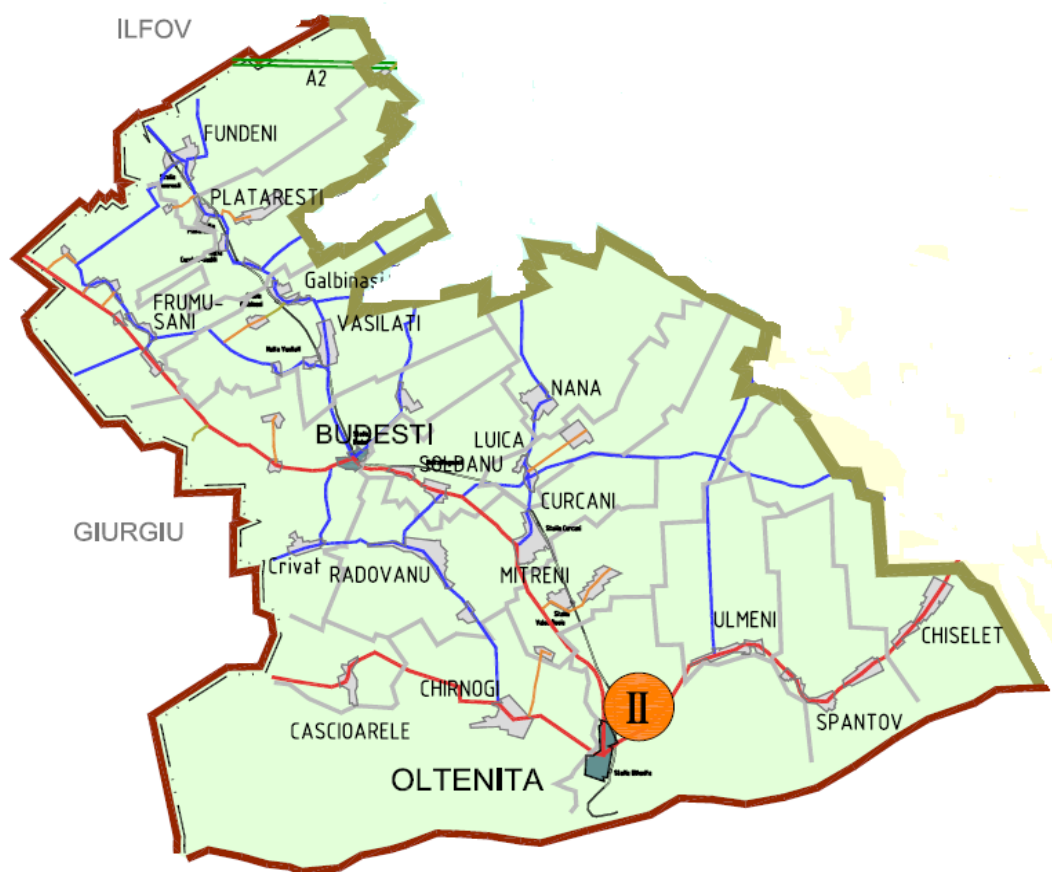 ILFOV
A2
FUNDENI
PLATARESTI
Galbinasi
FRUMU-
SANI
VASILATI
NANA
BUDESTI
LUICA
SOLDANU
CURCANI
GIURGIU
Crivat
RADOVANU
MITRENI
ULMENI
CHISELET
CHIRNOGI
II
SPANTOV
CASCIOARELE
OLTENITA